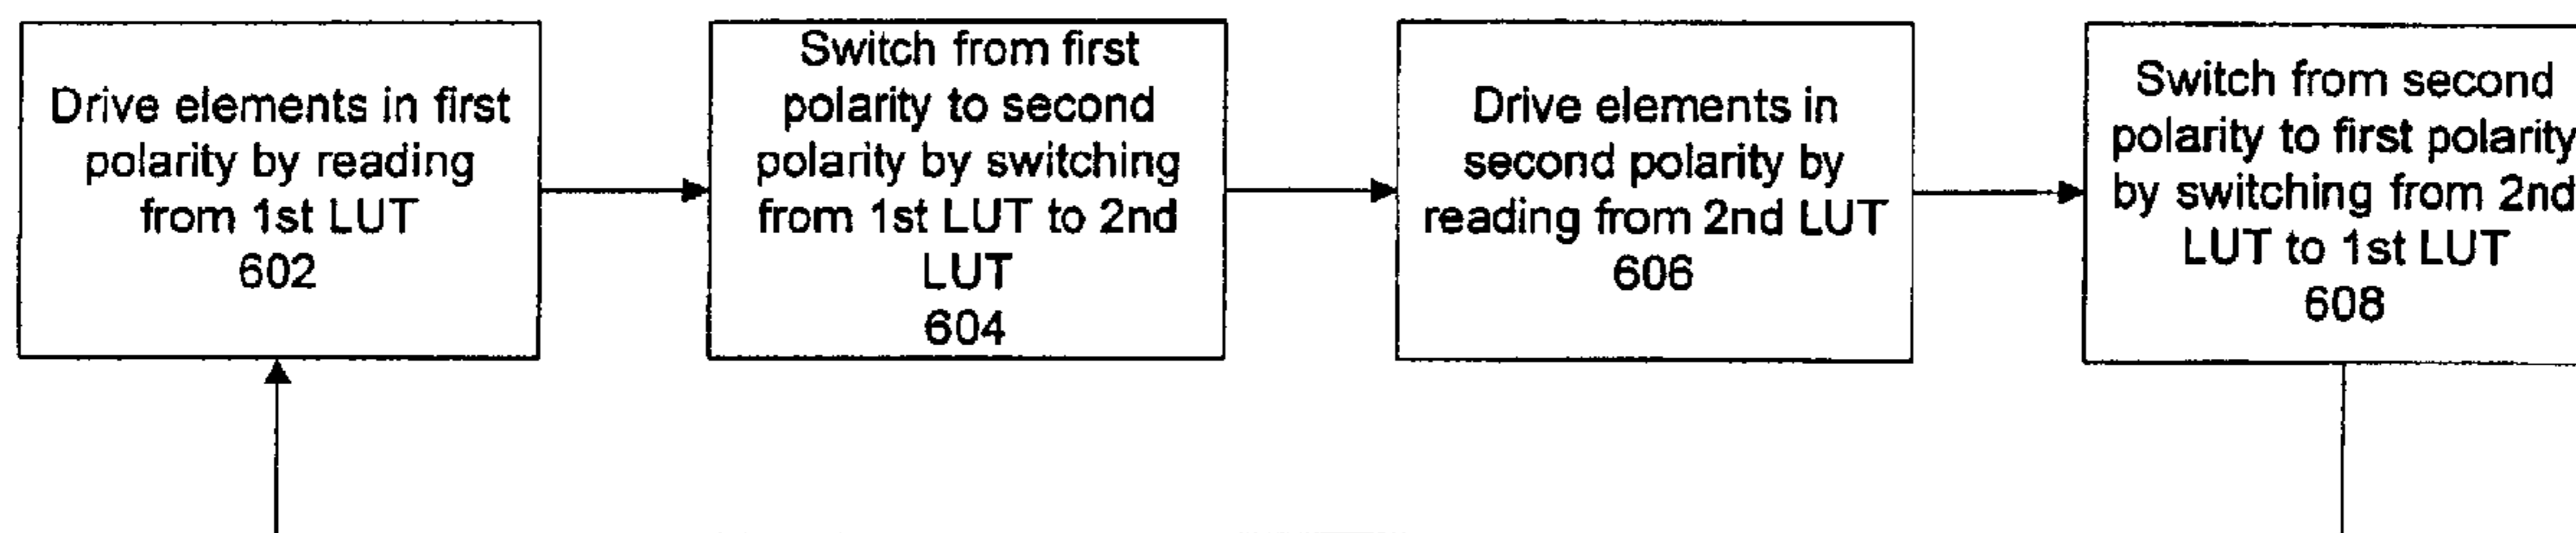 Drive elements in first
polarity by reading
from 1st LUT
602
Switch from first
polarity to second
polarity by switching
from 1st LUT to 2nd
LUT
604
Drive elements in
second polarity by
reading from 2nd LUT
606
Switch from second
polarity to first polarity
by switching from 2nd
LUT to 1st LUT
608